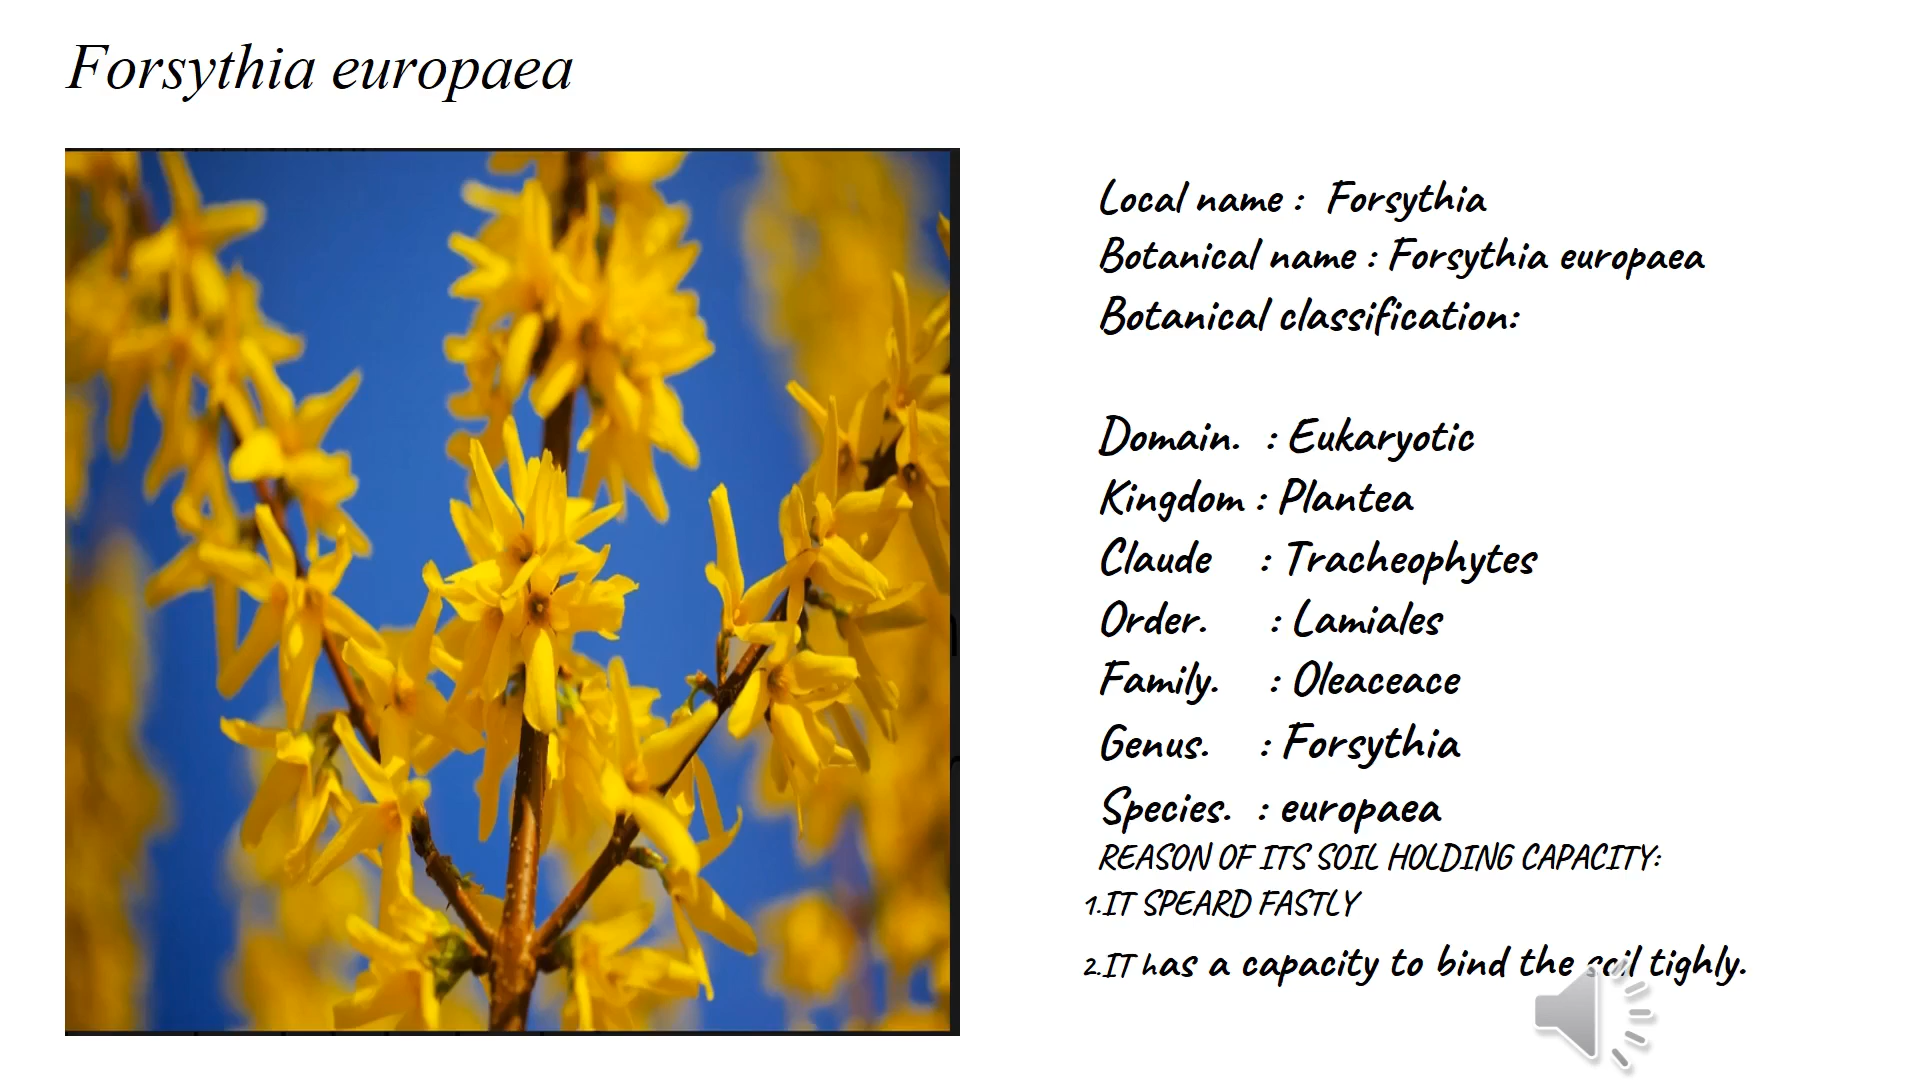 Forsythia europaea
Local name : Forsythia
Botanical name : Forsythia europaea
Botanical classification:
Domain. : Eukaryotic
Kingdom : Plantea
Claude : Tracheophytes
Order. : Lamiales
Family. : Oleaceace
Genus. : Forsythia
Species. : europaea
REASON OF ITS SOIL HOLDING CAPACITY:
1.IT SPEARD FASTLY
2.IT has a capacity to bind the soil tighly.